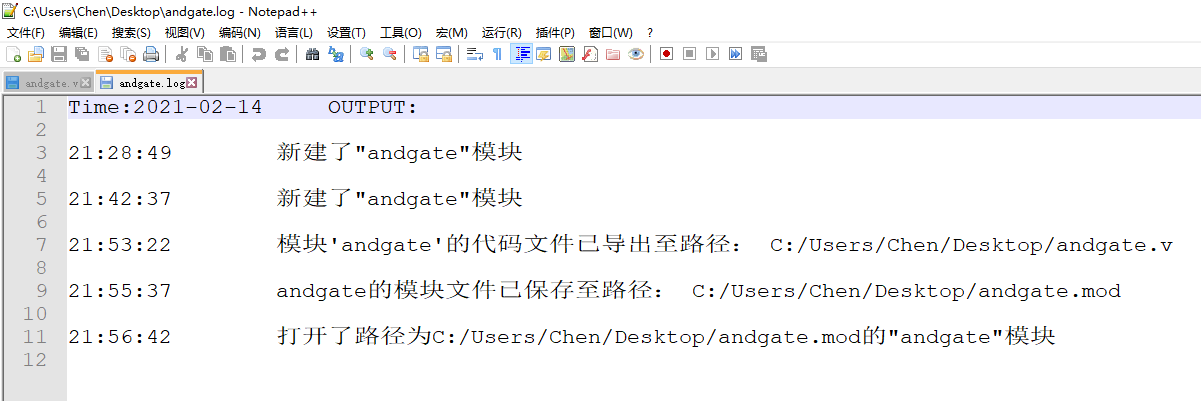 C:\Users\Chen\Desktop\andgate.log - Notepad++
文件(F) 编辑(E) 搜索(S) 视图(V) 编码(N) 语言(L) 设置(T) 工具(O) 宏(M) 运行(R) 插件(P) 窗口(W) ?
andgate.v andgate.log
1 Time:2021-02-14 OUTPUT:
2
3 21:28:49 新建了"andgate"模块
4
5 21:42:37 新建了"andgate"模块
6
7 21:53:22 模块'andgate'的代码文件已导出至路径： C:/Users/Chen/Desktop/andgate.v
8
9 21:55:37 andgate的模块文件已保存至路径： C:/Users/Chen/Desktop/andgate.mod
10
11 21:56:42 打开了路径为C:/Users/Chen/Desktop/andgate.mod的"andgate"模块
12